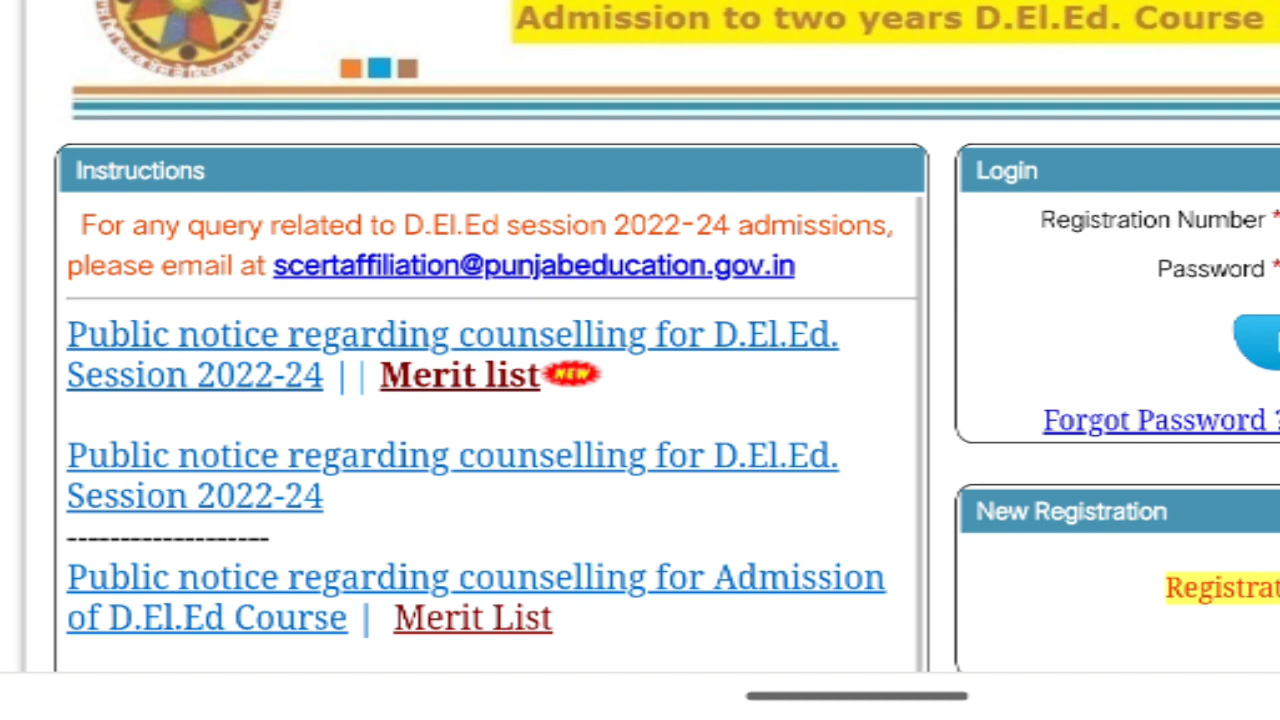 Admission to two years D.El.Ed. Course
Instructions
For any query related to D.El.Ed session 2022-24 admissions,
please email at scertaffiliation@punjabeducation.gov.in
Public notice regarding counselling for D.El.Ed.
Session 2022-24 || Merit list NEW
Public notice regarding counselling for D.El.Ed.
Session 2022-24
-------------------
Public notice regarding counselling for Admission
of D.El.Ed Course | Merit List
Login
Registration Number *
Password *
Forgot Password ?
New Registration